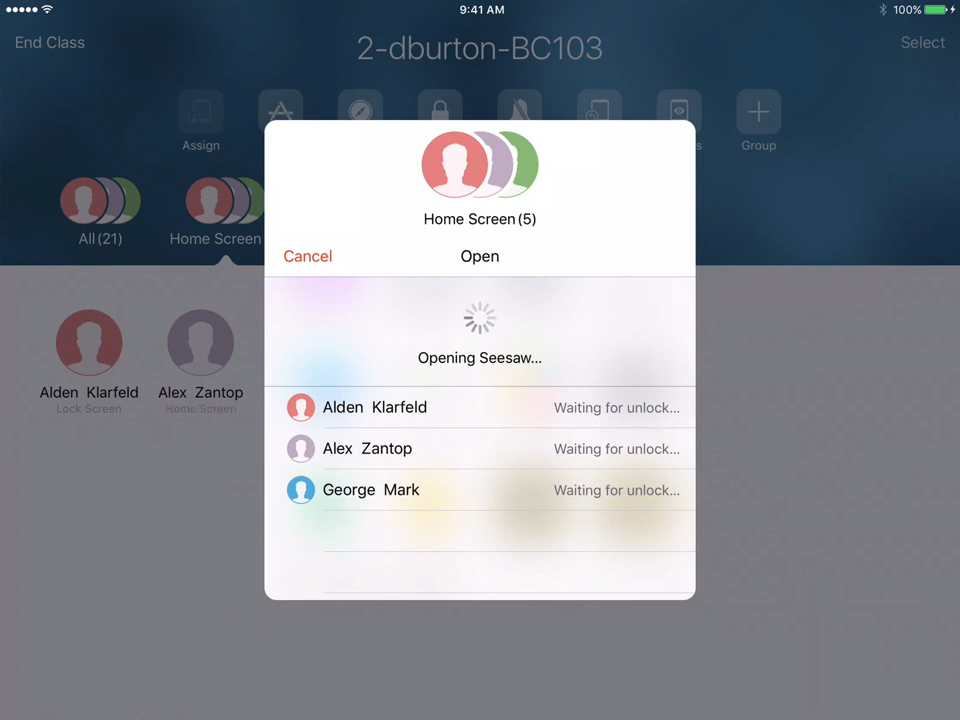 9:41 AM
100%
End Class
2-dburton-BC103
Select
Assign
s
Group
Home Screen (5)
All (21)
Home Screen
Cancel
Open
Opening Seesaw...
Alden Klarfeld
Lock Screen
Alex Zantop
Home Screen
Alden Klarfeld Waiting for unlock...
Alex Zantop Waiting for unlock...
George Mark Waiting for unlock...